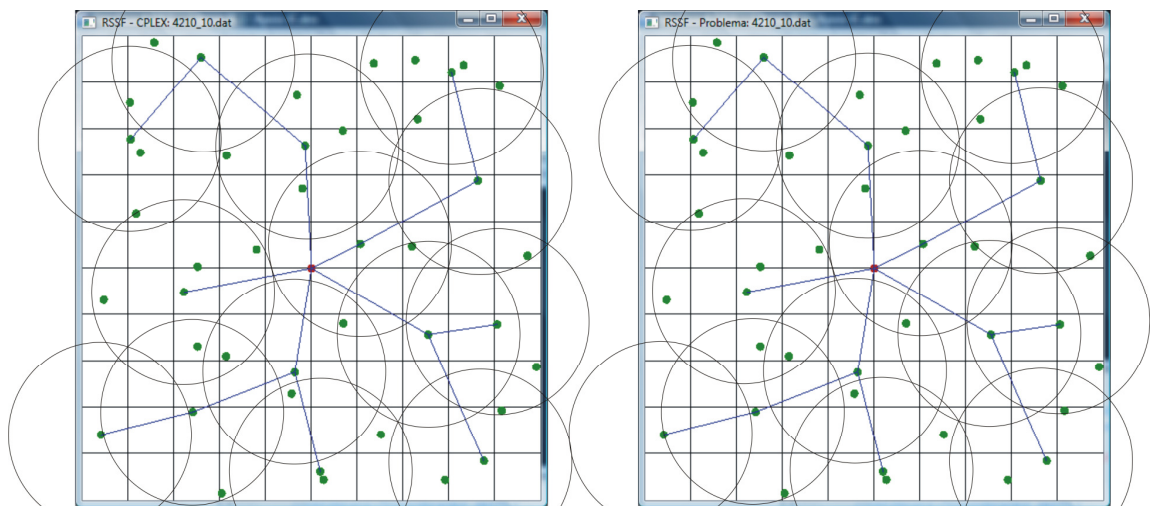 RSSF - CPLEX: 4210_10.dat
RSSF - Problema: 4210_10.dat